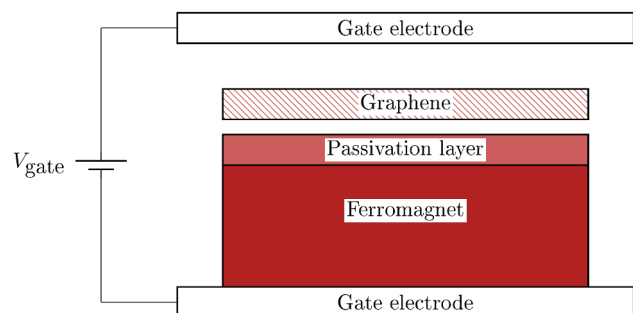 Gate electrode
Graphene
Passivation layer
V_gate
Ferromagnet
Gate electrode